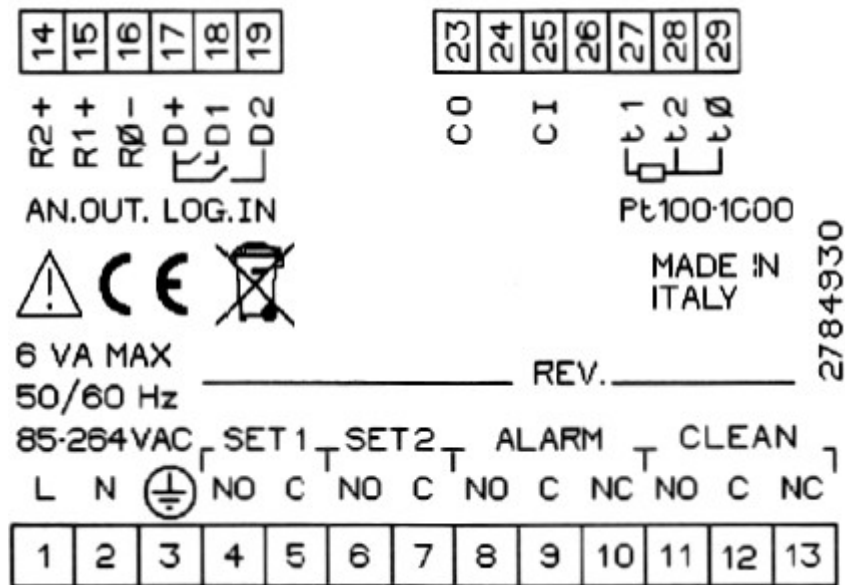 14 15 16 17 18 19 23 24 25 26 27 28 29
R2+ R1+ RØ- D+ D1 D2 CO CI t1 t2 tØ
AN.OUT. LOG.IN Pt100-1000
CE MADE IN
ITALY
2784930
6 VA MAX
50/60 Hz REV.
85-264VAC SET1 SET2 ALARM CLEAN
L N NO C NO C NO C NC NO C NC
1 2 3 4 5 6 7 8 9 10 11 12 13